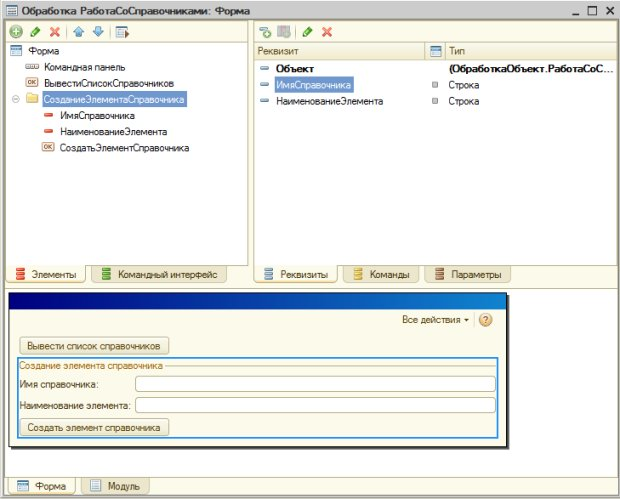 Обработка РаботаСоСправочниками: Форма
Форма
Командная панель
ВывестиСписокСправочников
СозданиеЭлементаСправочника
ИмяСправочника
НаименованиеЭлемента
СоздатьЭлементСправочника
Элементы
Командный интерфейс
Реквизит
Тип
Объект
(ОбработкаОбъект.РаботаСоС...
ИмяСправочника
Строка
НаименованиеЭлемента
Строка
Реквизиты
Команды
Параметры
Все действия
Вывести список справочников
Создание элемента справочника
Имя справочника:
Наименование элемента:
Создать элемент справочника
Форма
Модуль